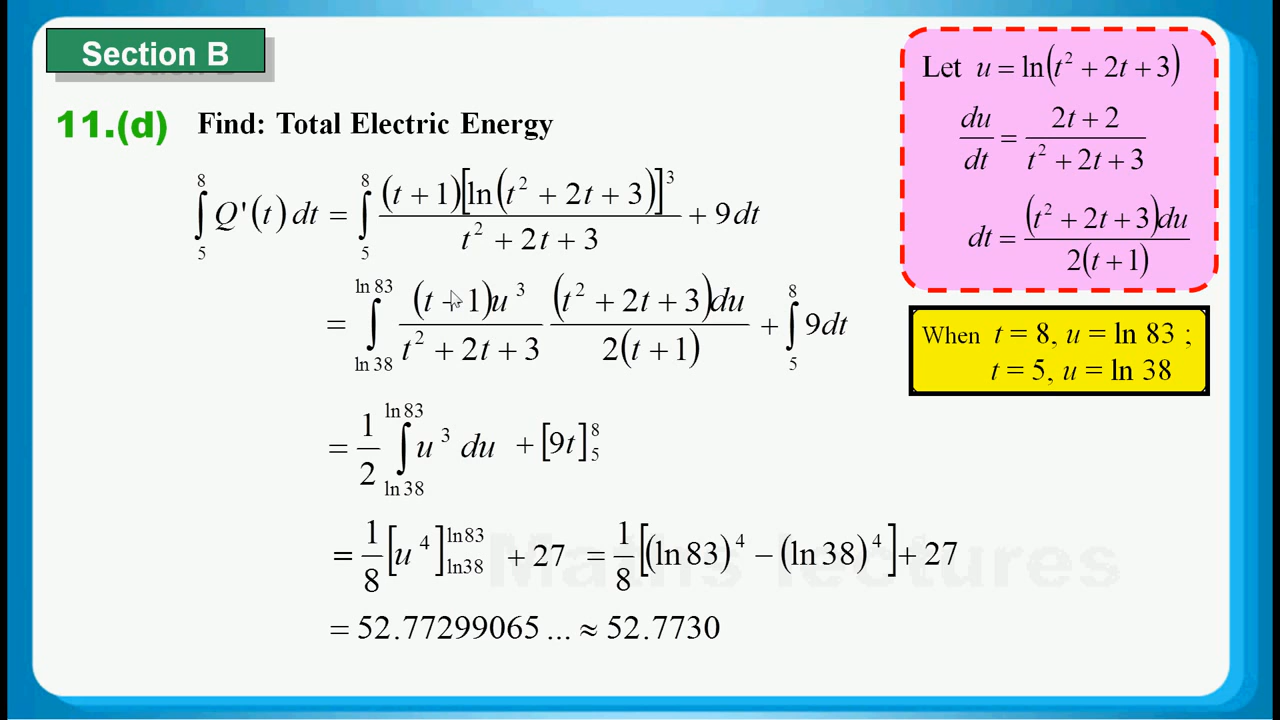 Section B
11.(d) Find: Total Electric Energy
∫₅⁸ Q'(t) dt = ∫₅⁸ (t + 1)[ln(t² + 2t + 3)]³ / (t² + 2t + 3) + 9dt
= ∫_{ln 38}^{ln 83} (t + 1)u³ / (t² + 2t + 3) (t² + 2t + 3)du / 2(t + 1) + ∫₅⁸ 9dt
= 1/2 ∫_{ln 38}^{ln 83} u³ du + [9t]₅⁸
= 1/8 [u⁴]_{ln38}^{ln83} + 27 = 1/8 [(ln 83)⁴ − (ln 38)⁴] + 27
= 52.77299065 ... ≈ 52.7730
Let u = ln(t² + 2t + 3)
du/dt = (2t + 2) / (t² + 2t + 3)
dt = (t² + 2t + 3)du / 2(t + 1)
When t = 8, u = ln 83 ;
t = 5, u = ln 38
Maths lectures